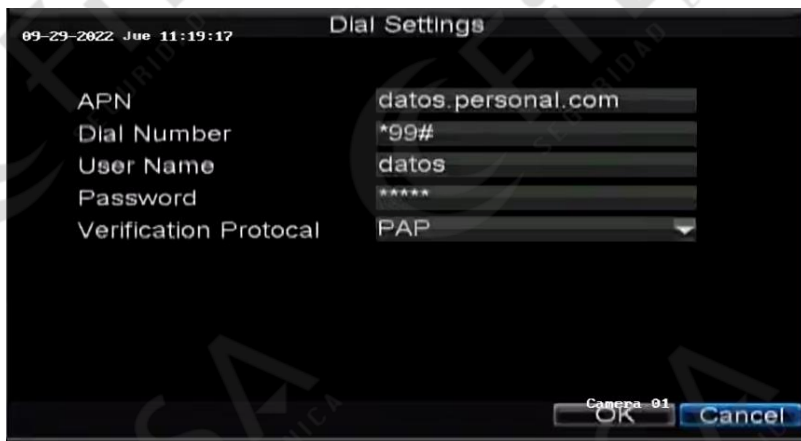 Dial Settings
09-29-2022 Jue 11:19:17
APN datos.personal.com
Dial Number *99#
User Name datos
Password *****
Verification Protocal PAP
Camera 01
OK Cancel